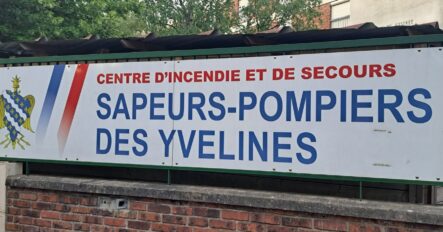 CENTRE D'INCENDIE ET DE SECOURS
SAPEURS-POMPIERS
DES YVELINES